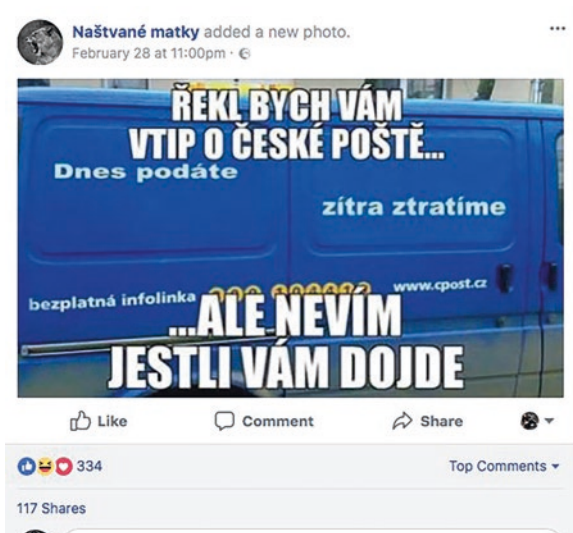 Naštvané matky added a new photo.
February 28 at 11:00pm ·
ŘEKL BYCH VÁM
VTIP O ČESKÉ POŠTĚ...
Dnes podáte
zítra ztratíme
bezplatná infolinka
www.cpost.cz
...ALE NEVÍM
JESTLI VÁM DOJDE
Like Comment Share
334 Top Comments
117 Shares